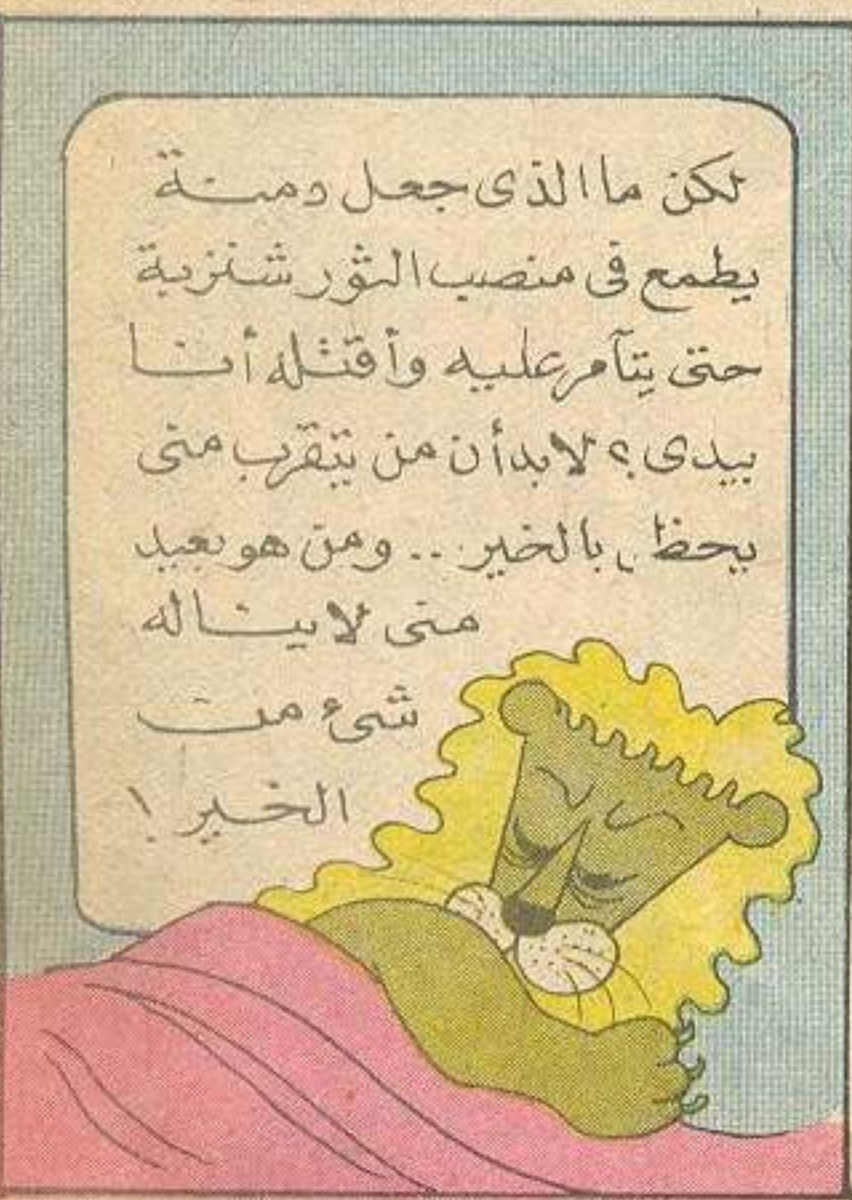 لكن ما الذى جعل دمنة
يطمع فى منصب الثور شتربة
حتى يتآمر عليه وأقتله أنا
بيدى؟ لابد أن من يتقرب منى
يحظى بالخير .. ومن هو بعيد
منى لا يناله
شىء من
الخير !